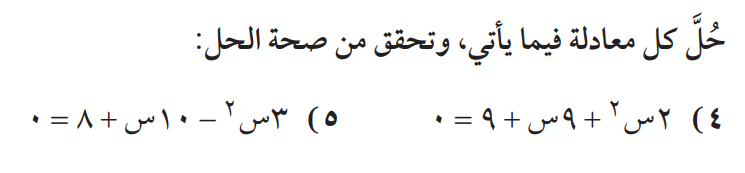 حُلَّ كل معادلة فيما يأتي، وتحقق من صحة الحل:
٤) ٢س٢ + ٩س + ٩ = ٠ ٥) ٣س٢ – ١٠س + ٨ = ٠